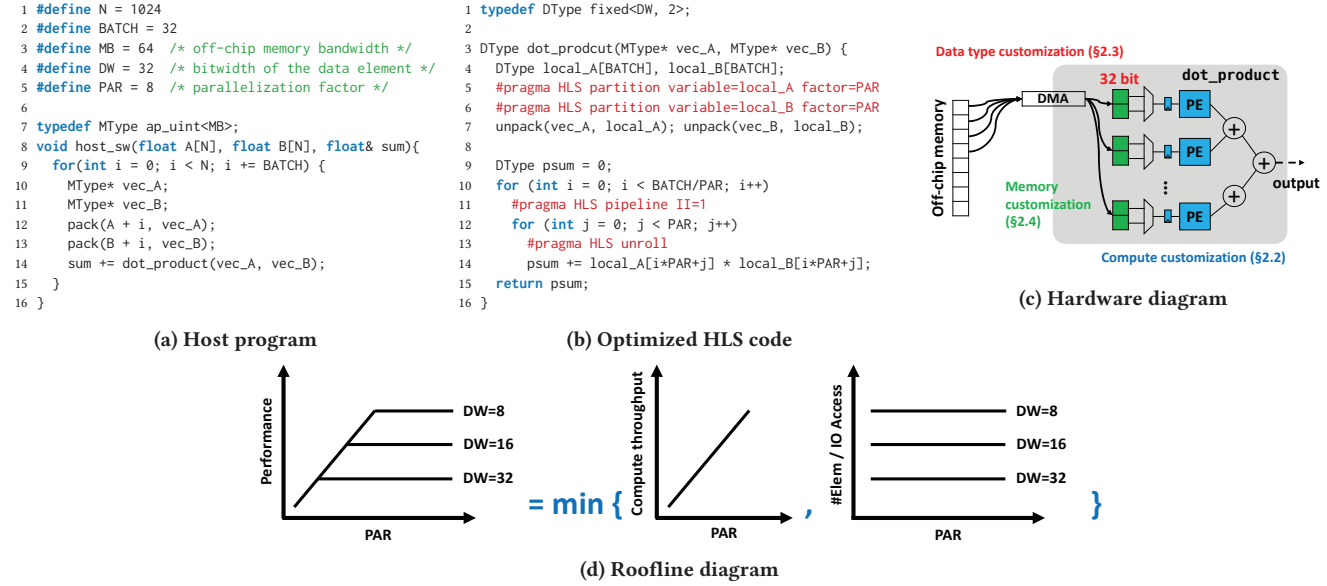 1 #define N = 1024
2 #define BATCH = 32
3 #define MB = 64 /* off-chip memory bandwidth */
4 #define DW = 32 /* bitwidth of the data element */
5 #define PAR = 8 /* parallelization factor */
6
7 typedef MType ap_uint<MB>;
8 void host_sw(float A[N], float B[N], float& sum){
9 for(int i = 0; i < N; i += BATCH) {
10 MType* vec_A;
11 MType* vec_B;
12 pack(A + i, vec_A);
13 pack(B + i, vec_B);
14 sum += dot_product(vec_A, vec_B);
15 }
16 }
(a) Host program
1 typedef DType fixed<DW, 2>;
2
3 DType dot_prodcut(MType* vec_A, MType* vec_B) {
4 DType local_A[BATCH], local_B[BATCH];
5 #pragma HLS partition variable=local_A factor=PAR
6 #pragma HLS partition variable=local_B factor=PAR
7 unpack(vec_A, local_A); unpack(vec_B, local_B);
8
9 DType psum = 0;
10 for (int i = 0; i < BATCH/PAR; i++)
11 #pragma HLS pipeline II=1
12 for (int j = 0; j < PAR; j++)
13 #pragma HLS unroll
14 psum += local_A[i*PAR+j] * local_B[i*PAR+j];
15 return psum;
16 }
(b) Optimized HLS code
Data type customization (§2.3)
32 bit
dot_product
DMA
PE
+
Off-chip memory
PE
+
output
Memory
customization
(§2.4)
...
+
PE
Compute customization (§2.2)
(c) Hardware diagram
Performance
DW=8
DW=16
DW=32
PAR
= min {
Compute throughput
PAR
,
#Elem / IO Access
DW=8
DW=16
DW=32
PAR
}
(d) Roofline diagram